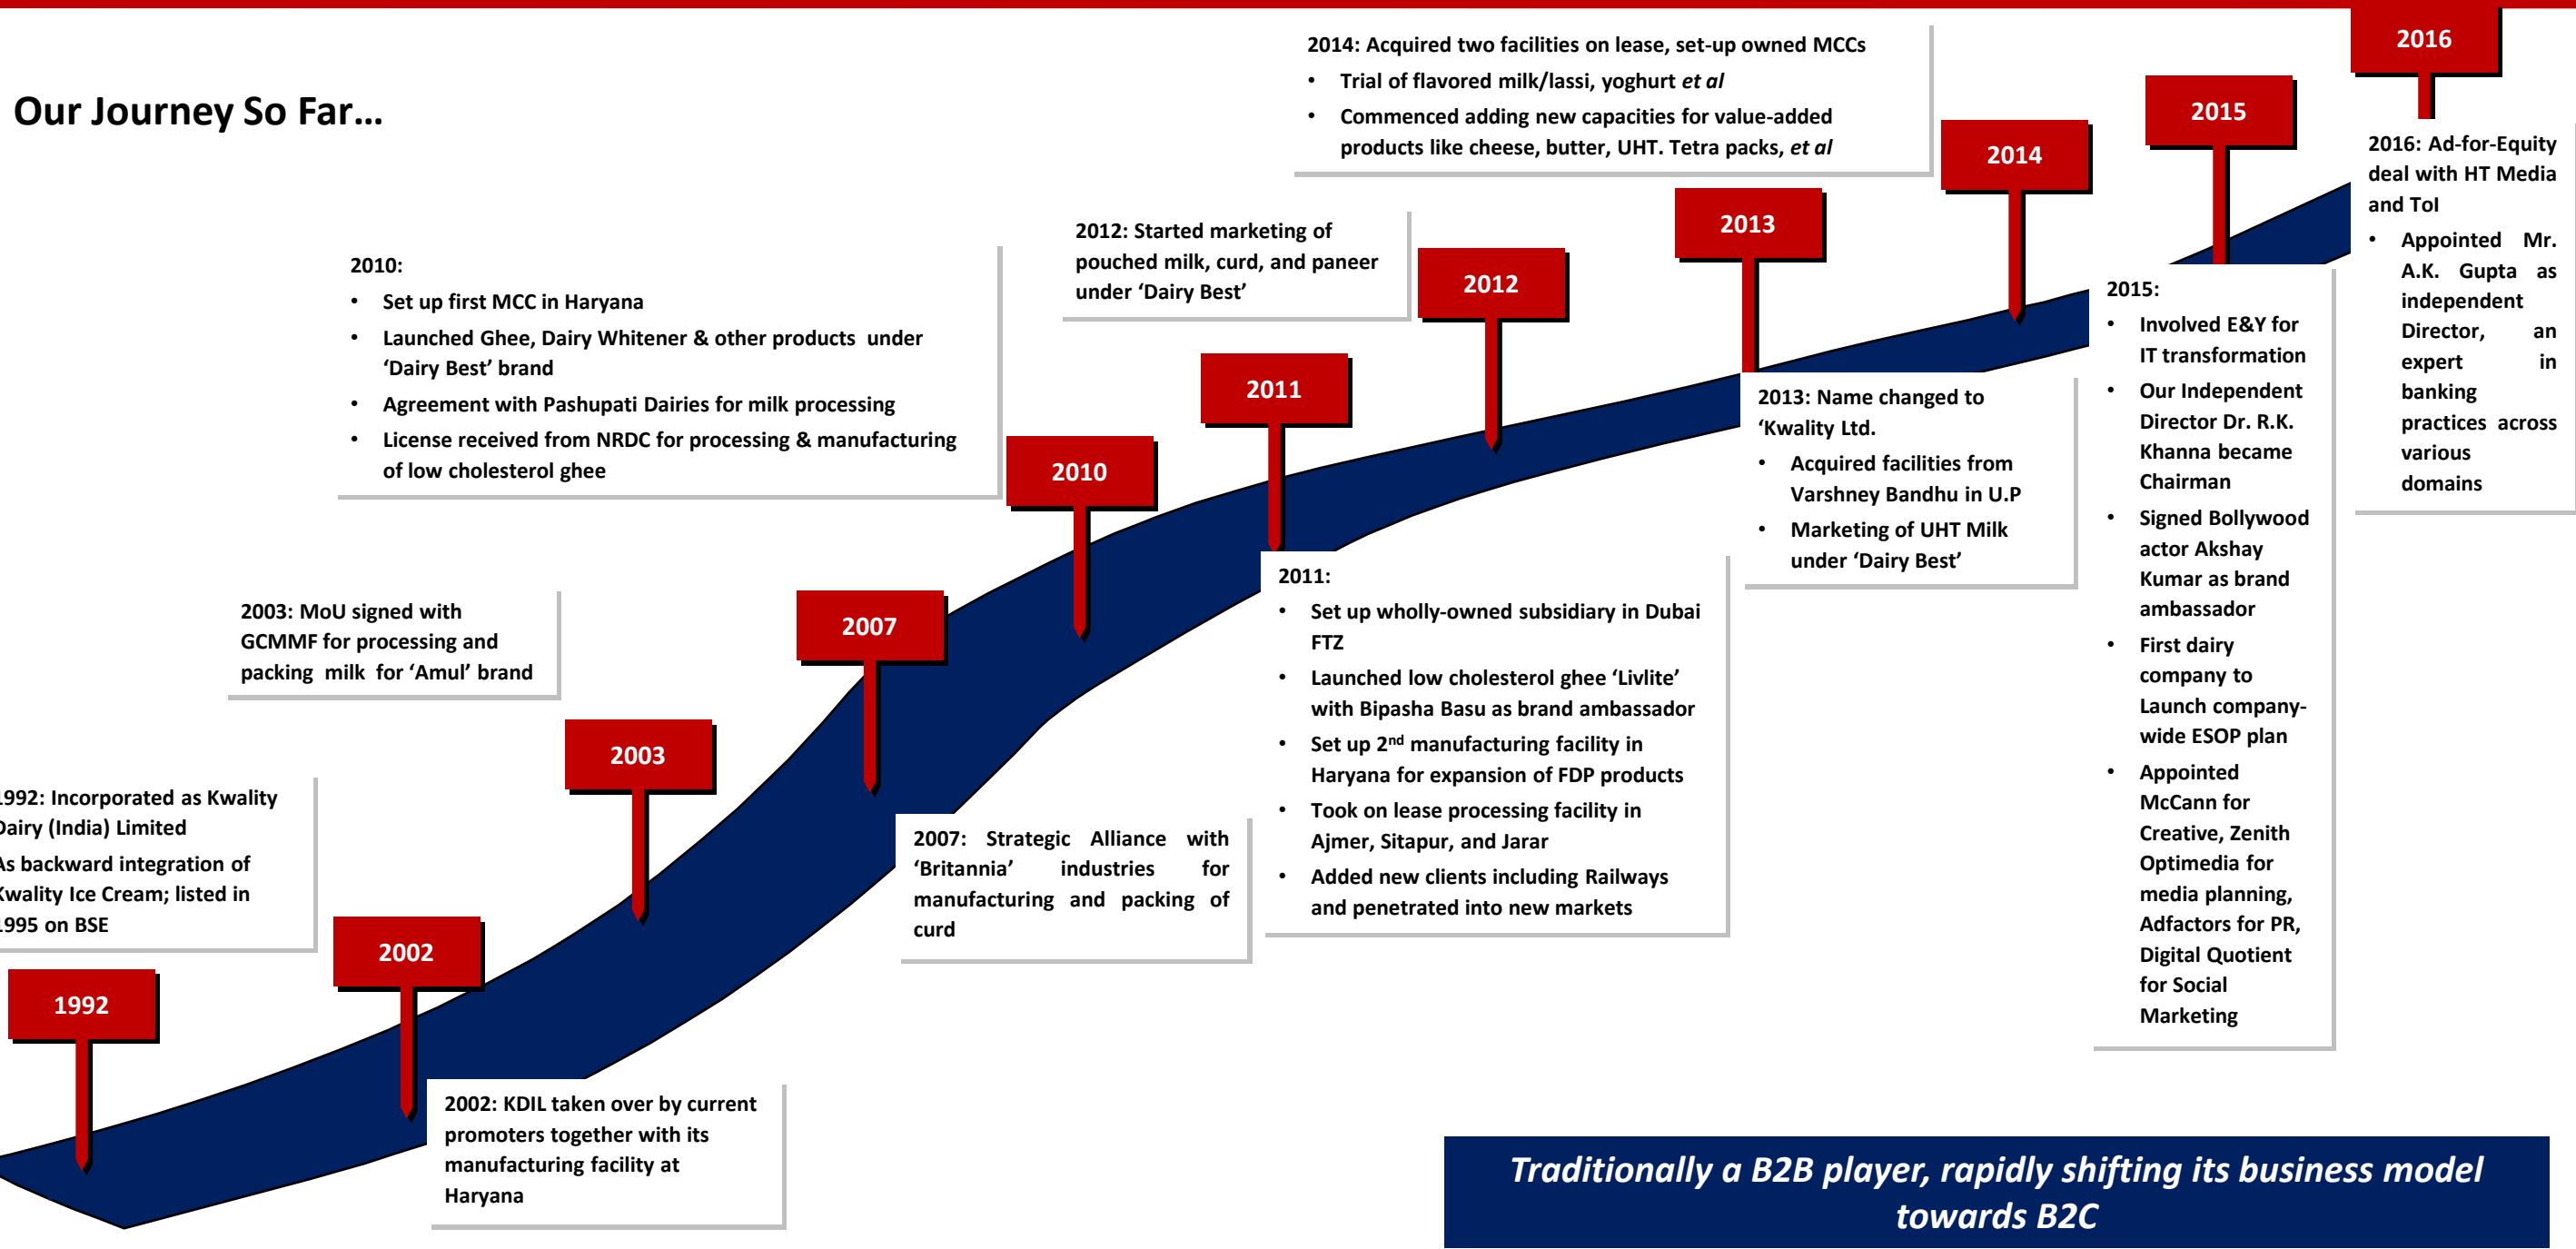 Our Journey So Far...
1992: Incorporated as Kwality
Dairy (India) Limited
As backward integration of
Kwality Ice Cream; listed in
1995 on BSE
1992
2002
2002: KDIL taken over by current
promoters together with its
manufacturing facility at
Haryana
2003: MoU signed with
GCMMF for processing and
packing milk for ‘Amul’ brand
2003
2007
2007: Strategic Alliance with
‘Britannia’ industries for
manufacturing and packing of
curd
2010:
• Set up first MCC in Haryana
• Launched Ghee, Dairy Whitener & other products under
‘Dairy Best’ brand
• Agreement with Pashupati Dairies for milk processing
• License received from NRDC for processing & manufacturing
of low cholesterol ghee
2010
2011
2011:
• Set up wholly-owned subsidiary in Dubai
FTZ
• Launched low cholesterol ghee ‘Livlite’
with Bipasha Basu as brand ambassador
• Set up 2nd manufacturing facility in
Haryana for expansion of FDP products
• Took on lease processing facility in
Ajmer, Sitapur, and Jarar
• Added new clients including Railways
and penetrated into new markets
2012: Started marketing of
pouched milk, curd, and paneer
under ‘Dairy Best’
2012
2013
2013: Name changed to
‘Kwality Ltd.
• Acquired facilities from
Varshney Bandhu in U.P
• Marketing of UHT Milk
under ‘Dairy Best’
2014: Acquired two facilities on lease, set-up owned MCCs
• Trial of flavored milk/lassi, yoghurt et al
• Commenced adding new capacities for value-added
products like cheese, butter, UHT. Tetra packs, et al
2014
2015
2015:
• Involved E&Y for
IT transformation
• Our Independent
Director Dr. R.K.
Khanna became
Chairman
• Signed Bollywood
actor Akshay
Kumar as brand
ambassador
• First dairy
company to
Launch company-
wide ESOP plan
• Appointed
McCann for
Creative, Zenith
Optimedia for
media planning,
Adfactors for PR,
Digital Quotient
for Social
Marketing
2016
2016: Ad-for-Equity
deal with HT Media
and ToI
• Appointed Mr.
A.K. Gupta as
independent
Director, an
expert in
banking
practices across
various
domains
Traditionally a B2B player, rapidly shifting its business model
towards B2C